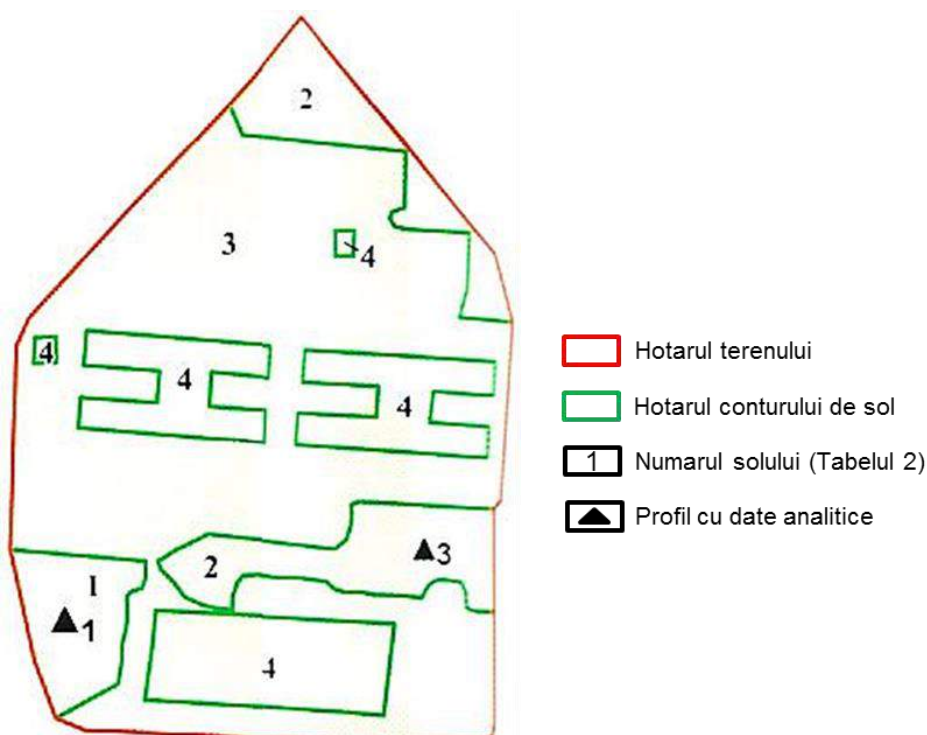 2
3
4
4
4
4
3
2
1
1
4
Hotarul terenului
Hotarul conturului de sol
1 Numarul solului (Tabelul 2)
Profil cu date analitice